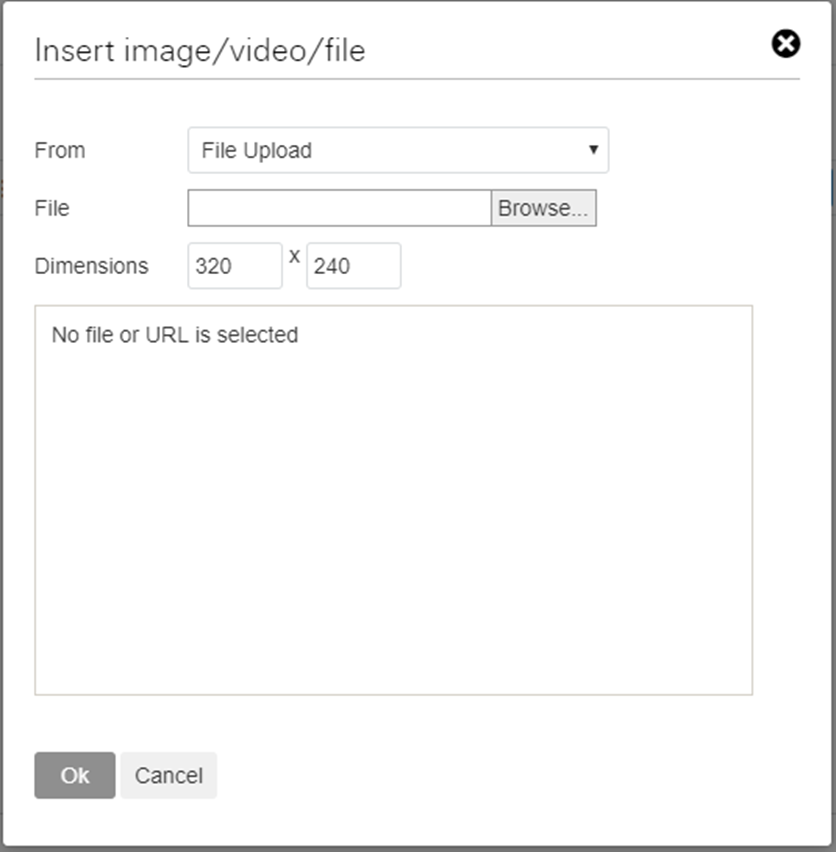 Insert image/video/file
From File Upload
File Browse...
Dimensions 320 x 240
No file or URL is selected
Ok Cancel